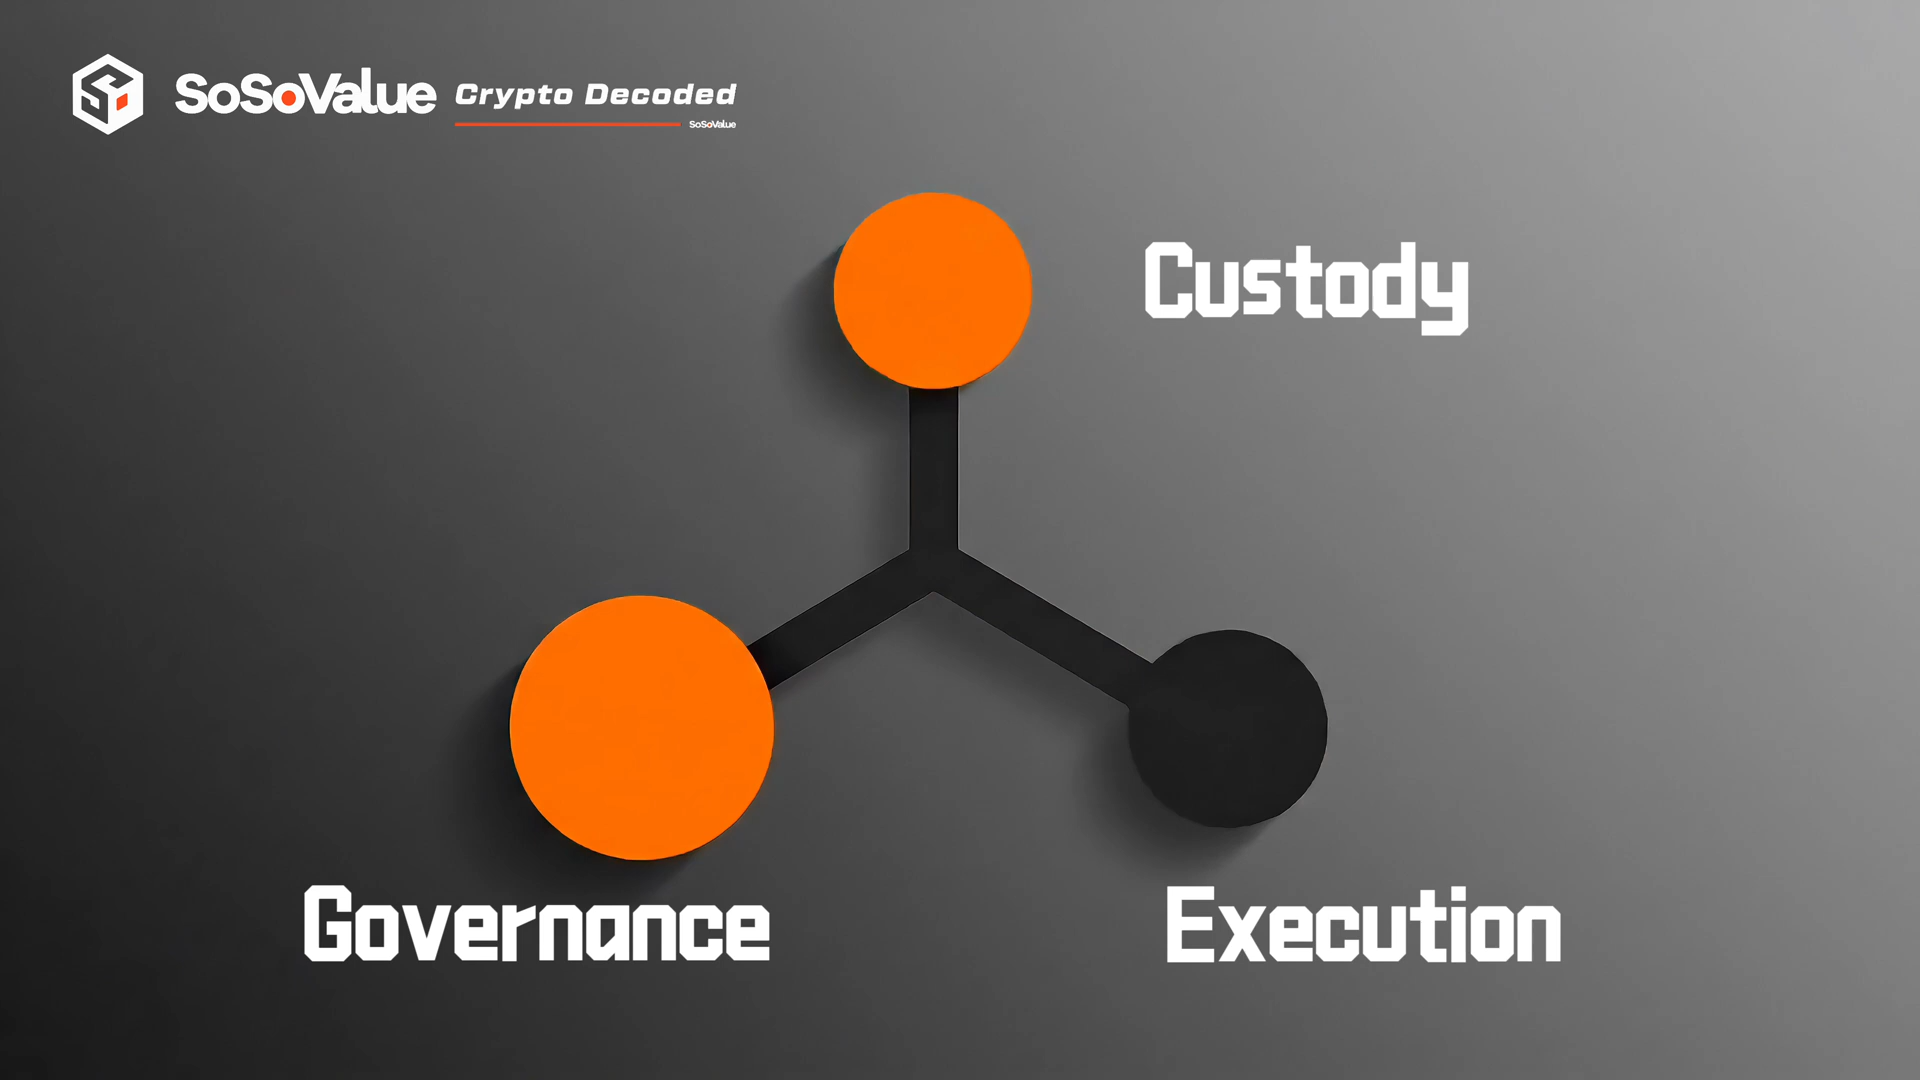 SoSoValue Crypto Decoded
SoSoValue
Custody
Governance
Execution